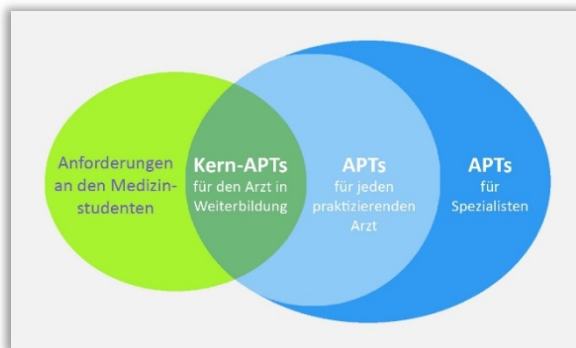 Anforderungen
an den Medizin-
studenten
Kern-APTs
für den Arzt in
Weiterbildung
APTs
für jeden
praktizierenden
Arzt
APTs
für
Spezialisten